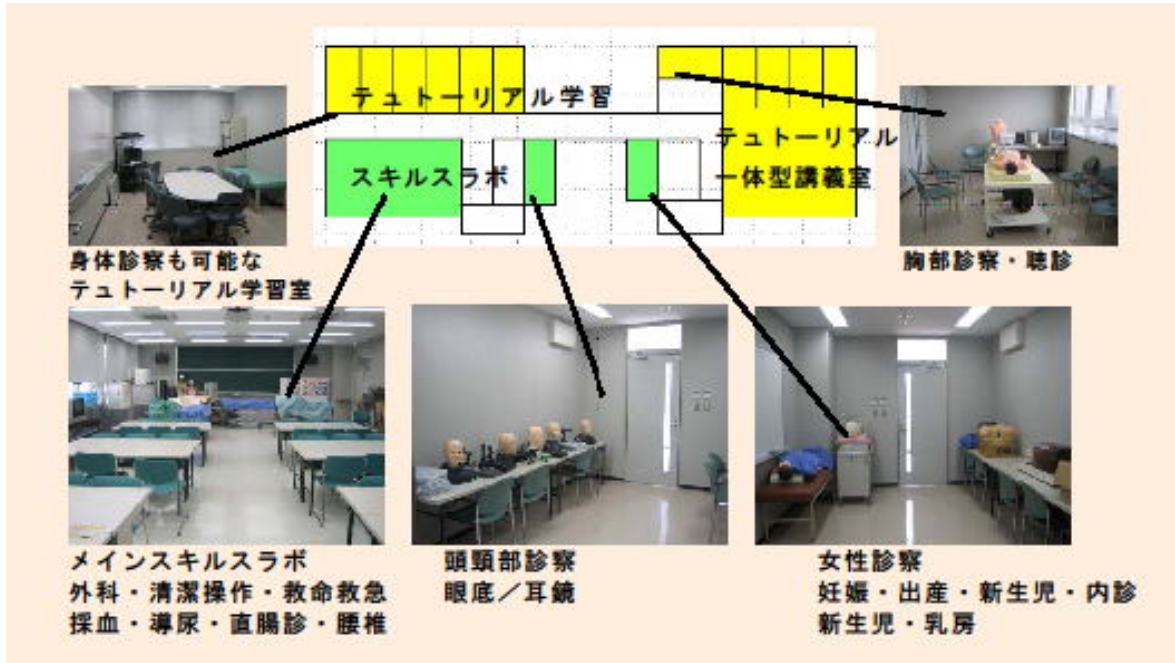 テュトーリアル学習
テュトーリアル
一体型講義室
スキルスラボ
身体診察も可能な
テュトーリアル学習室
胸部診察・聴診
メインスキルスラボ
外科・清潔操作・救命救急
採血・導尿・直腸診・腰椎
頭頸部診察
眼底／耳鏡
女性診察
妊娠・出産・新生児・内診
新生児・乳房